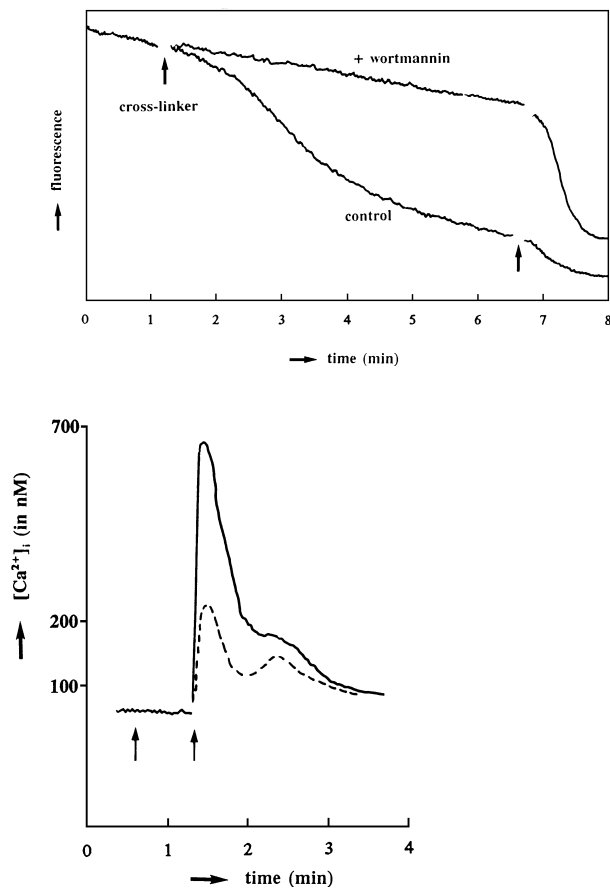 + wortmannin
cross-linker
fluorescence
control
0 1 2 3 4 5 6 7 8
time (min)
700
[Ca²⁺]ᵢ (in nM)
200
100
0 1 2 3 4
time (min)